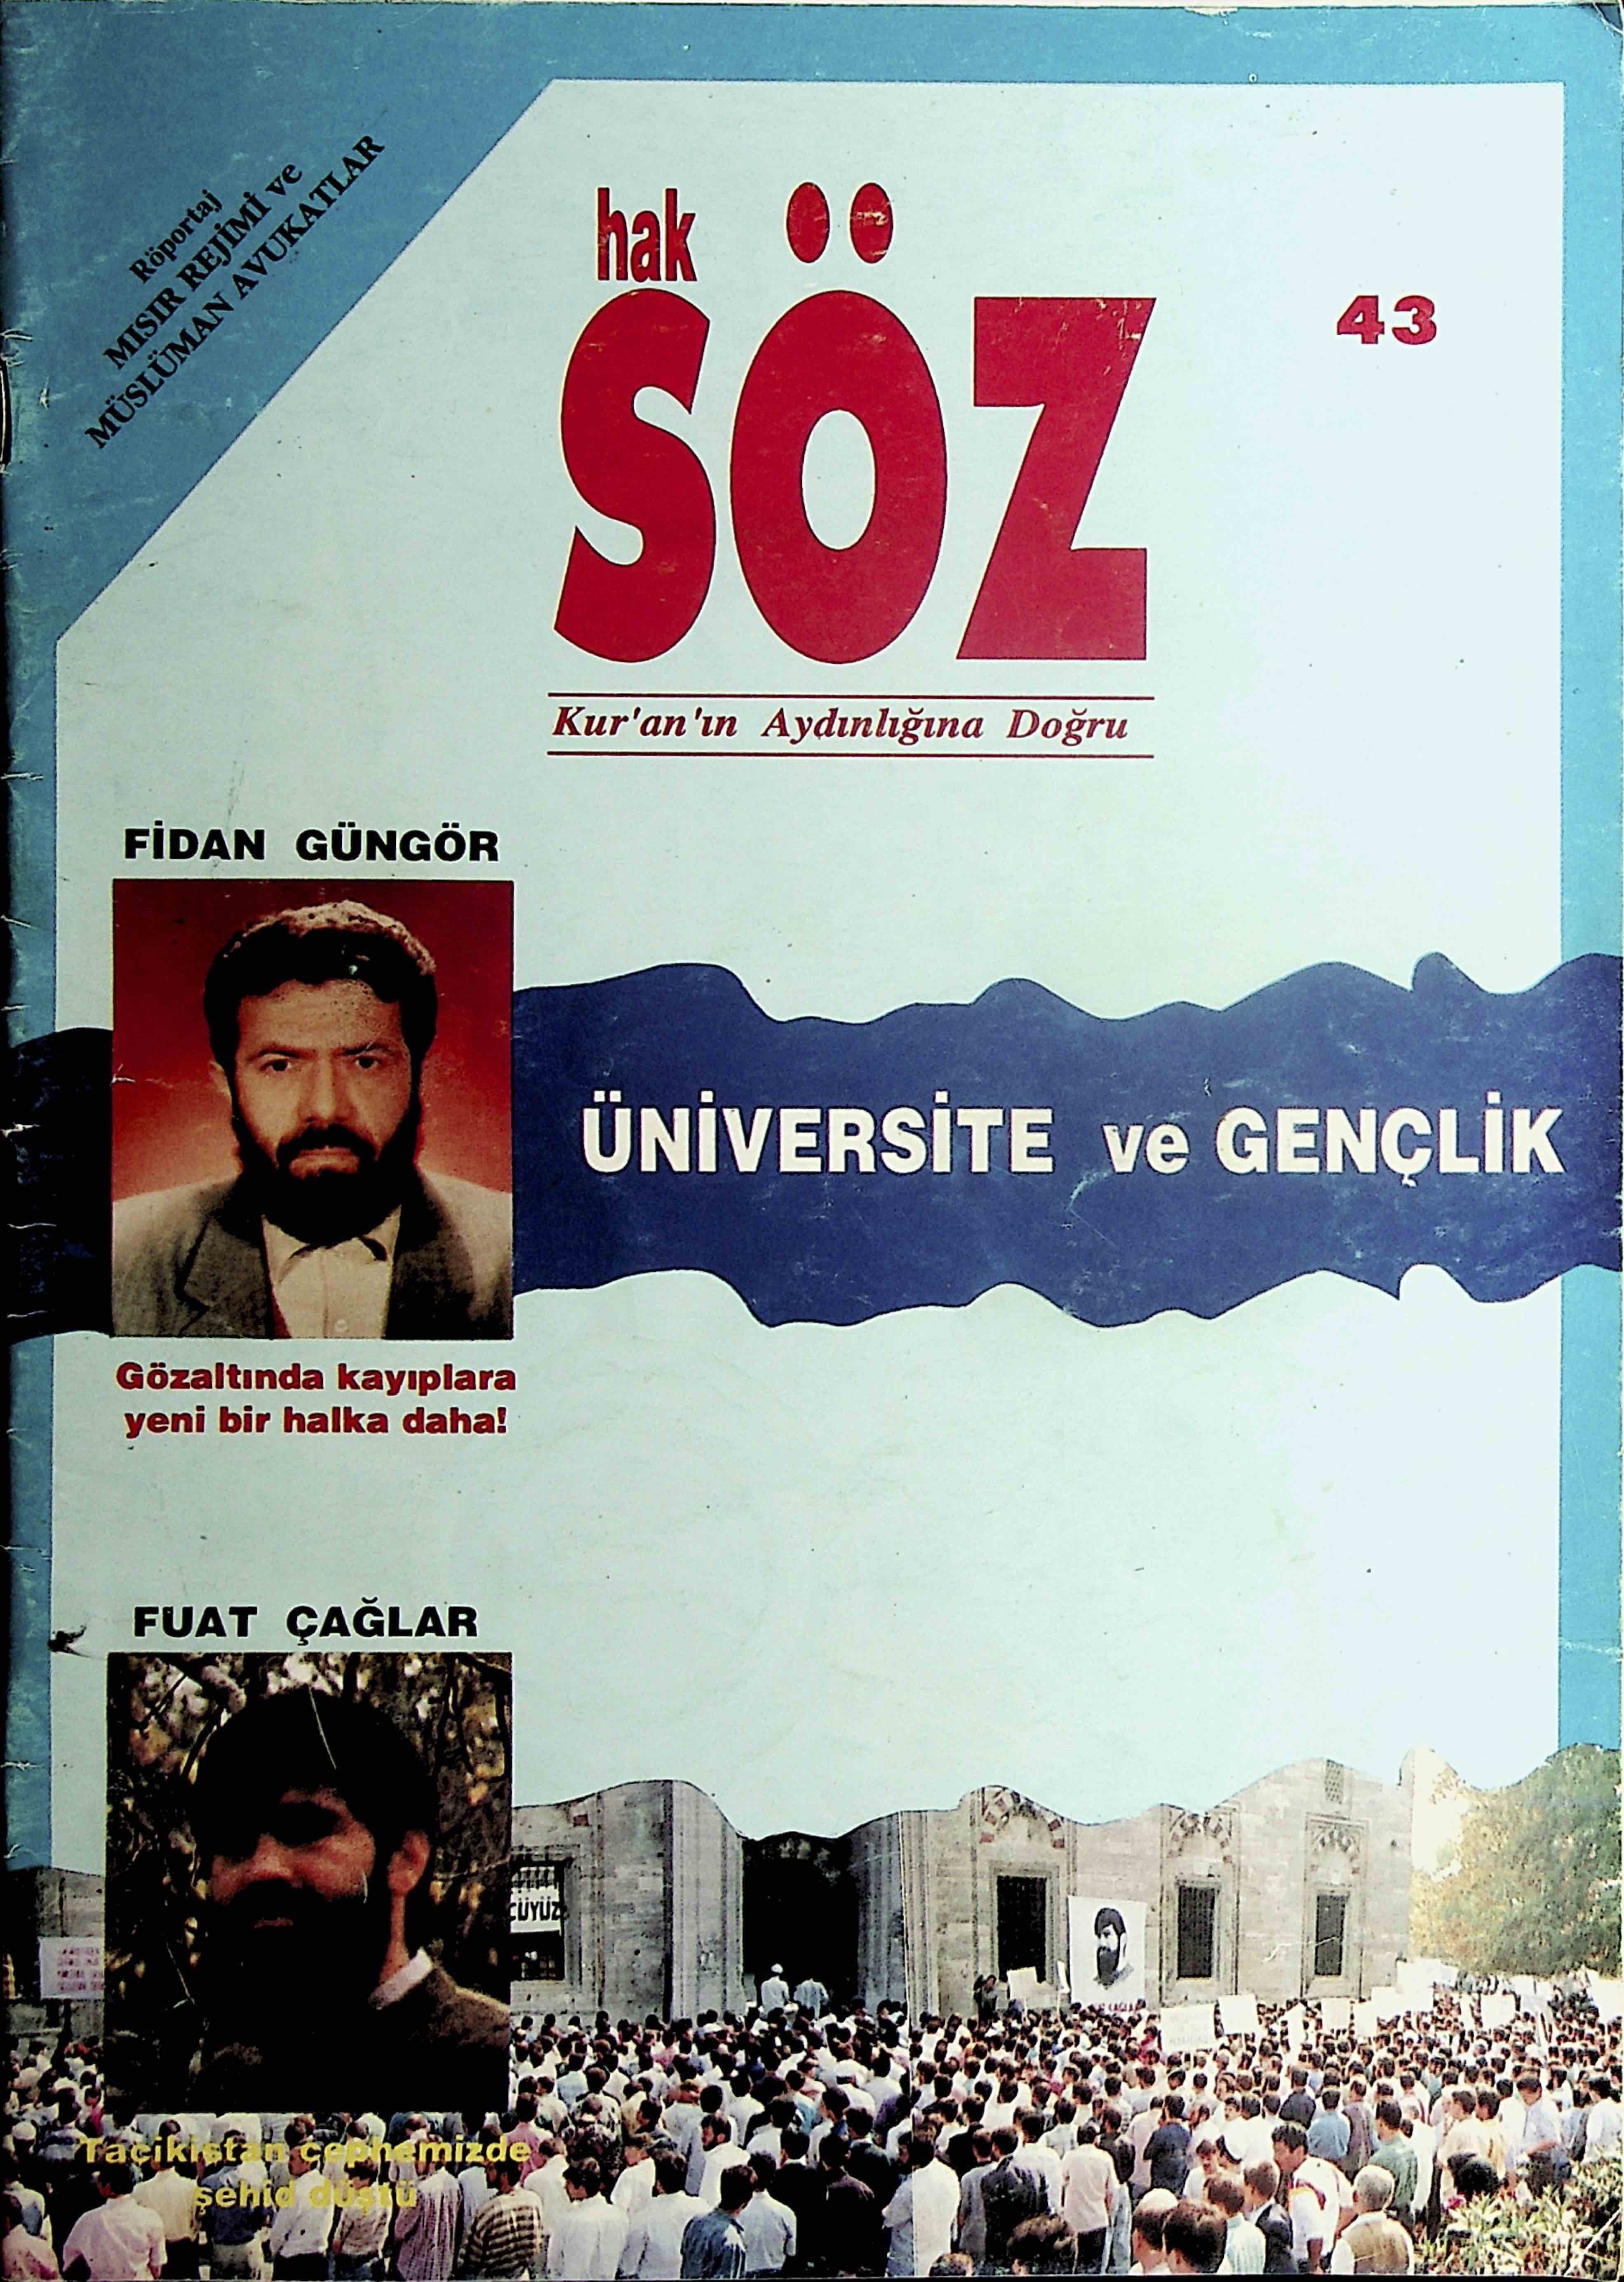 Röportaj
MISIR REJİMİ ve
MÜSLÜMAN AVUKATLAR
hak
SÖZ
43
Kur'an'ın Aydınlığına Doğru
FİDAN GÜNGÖR
ÜNİVERSİTE ve GENÇLİK
Gözaltında kayıplara
yeni bir halka daha!
FUAT ÇAĞLAR
CÜYÜZ
Tacikistan cephemizde
şehid düştü